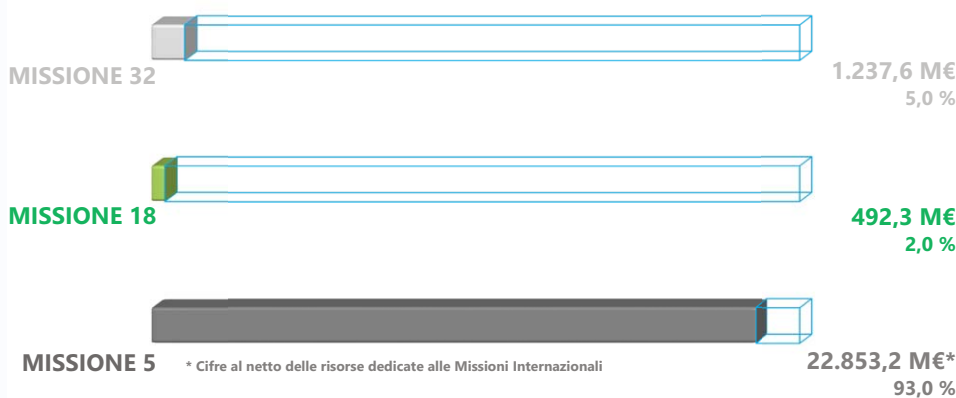 MISSIONE 32
1.237,6 M€
5,0 %
MISSIONE 18
492,3 M€
2,0 %
MISSIONE 5
* Cifre al netto delle risorse dedicate alle Missioni Internazionali
22.853,2 M€*
93,0 %